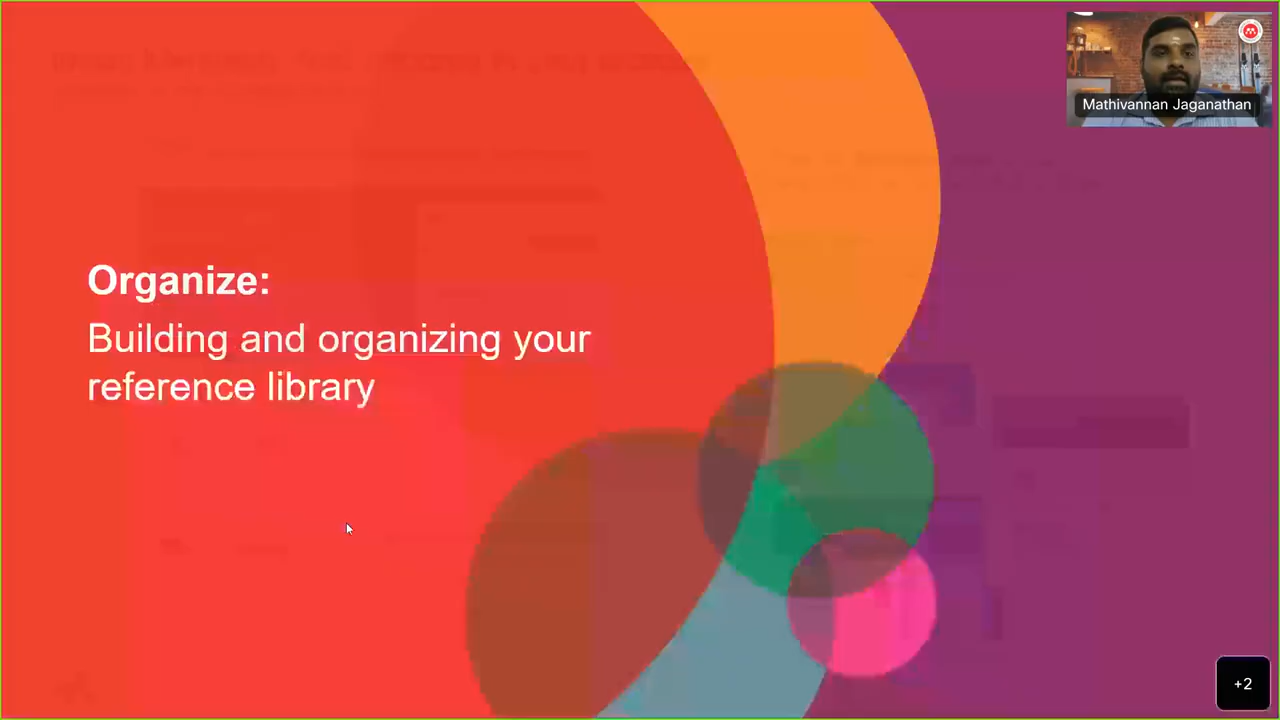 Mathivannan Jaganathan
Organize:
Building and organizing your
reference library
+2